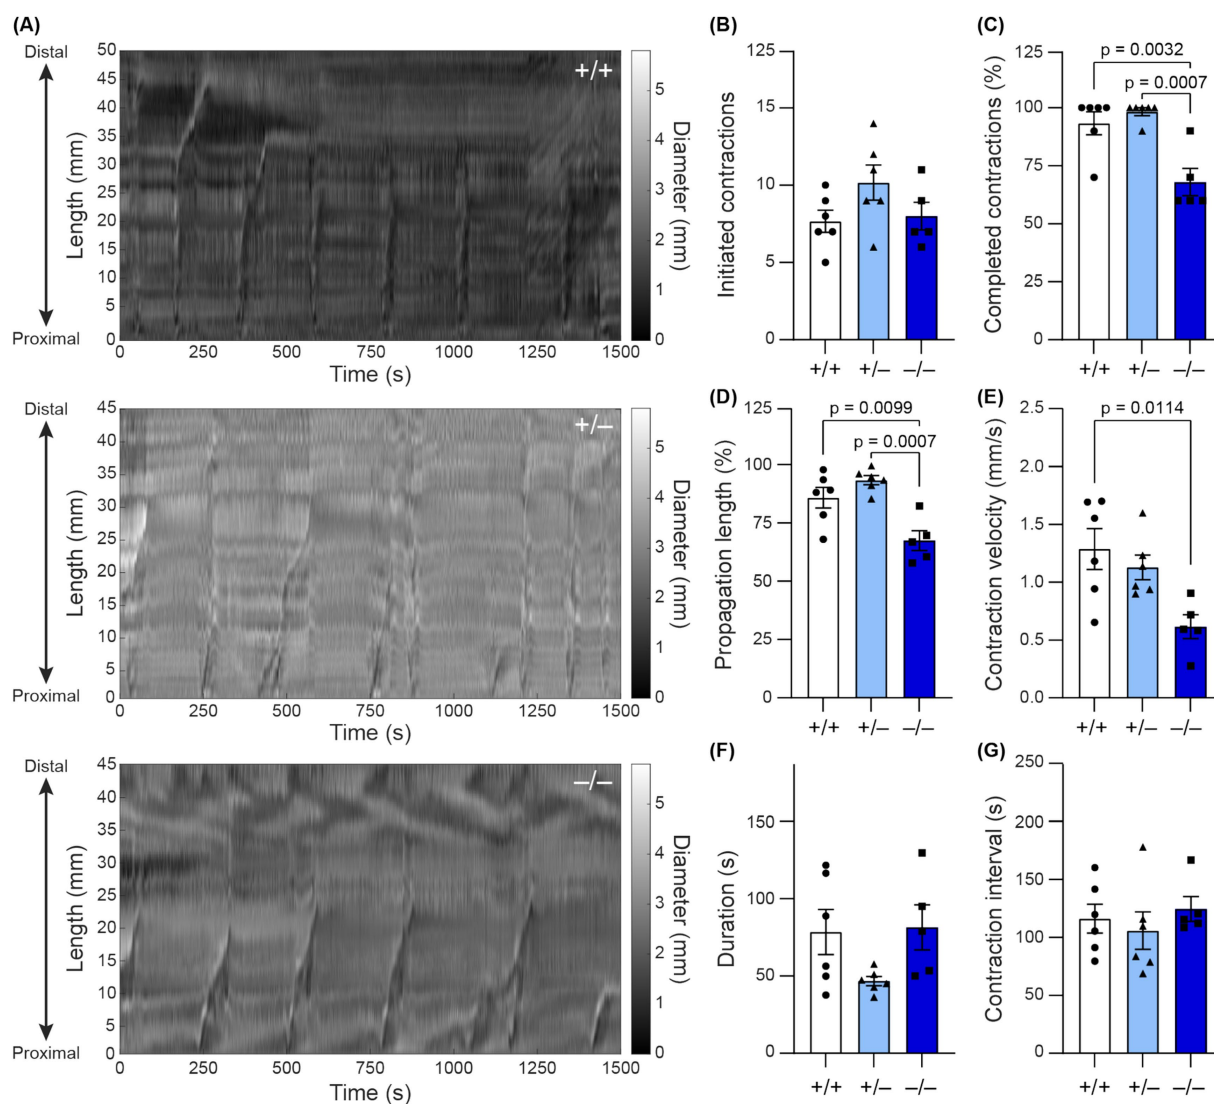 (A)
Distal
Proximal
Length (mm)
50
45
40
35
30
25
20
15
10
5
0
+/+
0 250 500 750 1000 1250 1500
Time (s)
5
4
3
2
1
0
Diameter (mm)
Distal
Proximal
Length (mm)
45
40
35
30
25
20
15
10
5
0
+/–
0 250 500 750 1000 1250 1500
Time (s)
5
4
3
2
1
0
Diameter (mm)
Distal
Proximal
Length (mm)
45
40
35
30
25
20
15
10
5
0
–/–
0 250 500 750 1000 1250 1500
Time (s)
5
4
3
2
1
0
Diameter (mm)
(B)
Initiated contractions
125
15
10
5
0
+/+ +/– –/–
(C)
Completed contractions (%)
125
100
75
50
25
0
p = 0.0032
p = 0.0007
+/+ +/– –/–
(D)
Propagation length (%)
125
100
75
50
25
0
p = 0.0099
p = 0.0007
+/+ +/– –/–
(E)
Contraction velocity (mm/s)
2.5
2.0
1.5
1.0
0.5
0.0
p = 0.0114
+/+ +/– –/–
(F)
Duration (s)
150
100
50
0
+/+ +/– –/–
(G)
Contraction interval (s)
250
200
150
100
50
0
+/+ +/– –/–